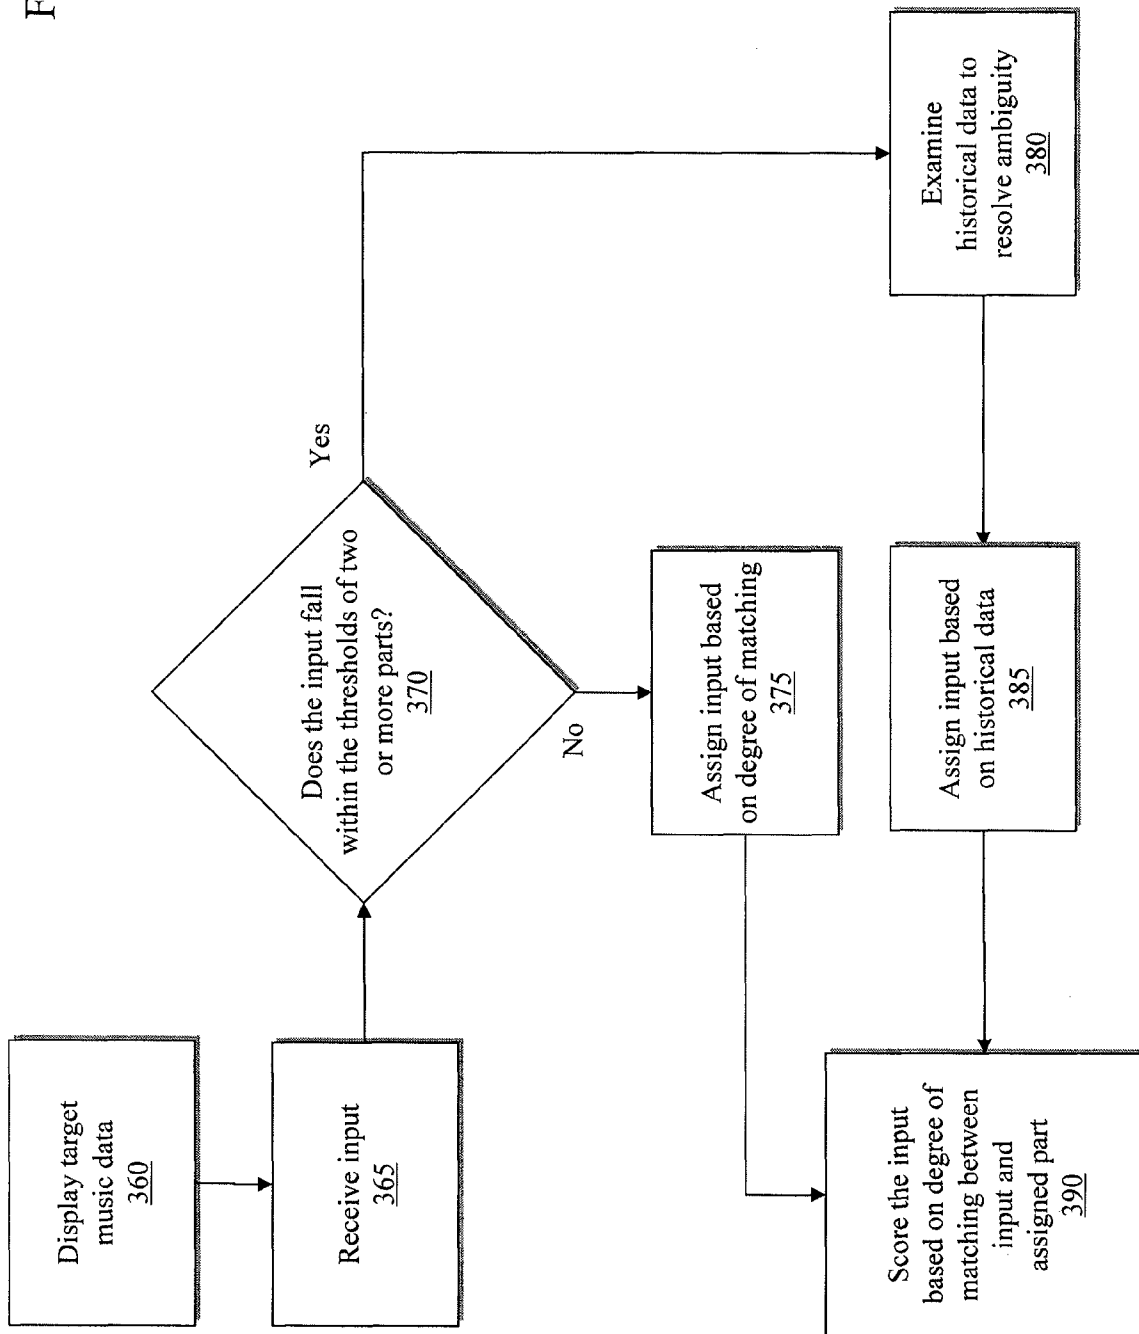 F
Display target
music data
360
Receive input
365
Does the input fall
within the thresholds of two
or more parts?
370
Yes
No
Assign input based
on degree of matching
375
Examine
historical data to
resolve ambiguity
380
Assign input based
on historical data
385
Score the input
based on degree of
matching between
input and
assigned part
390